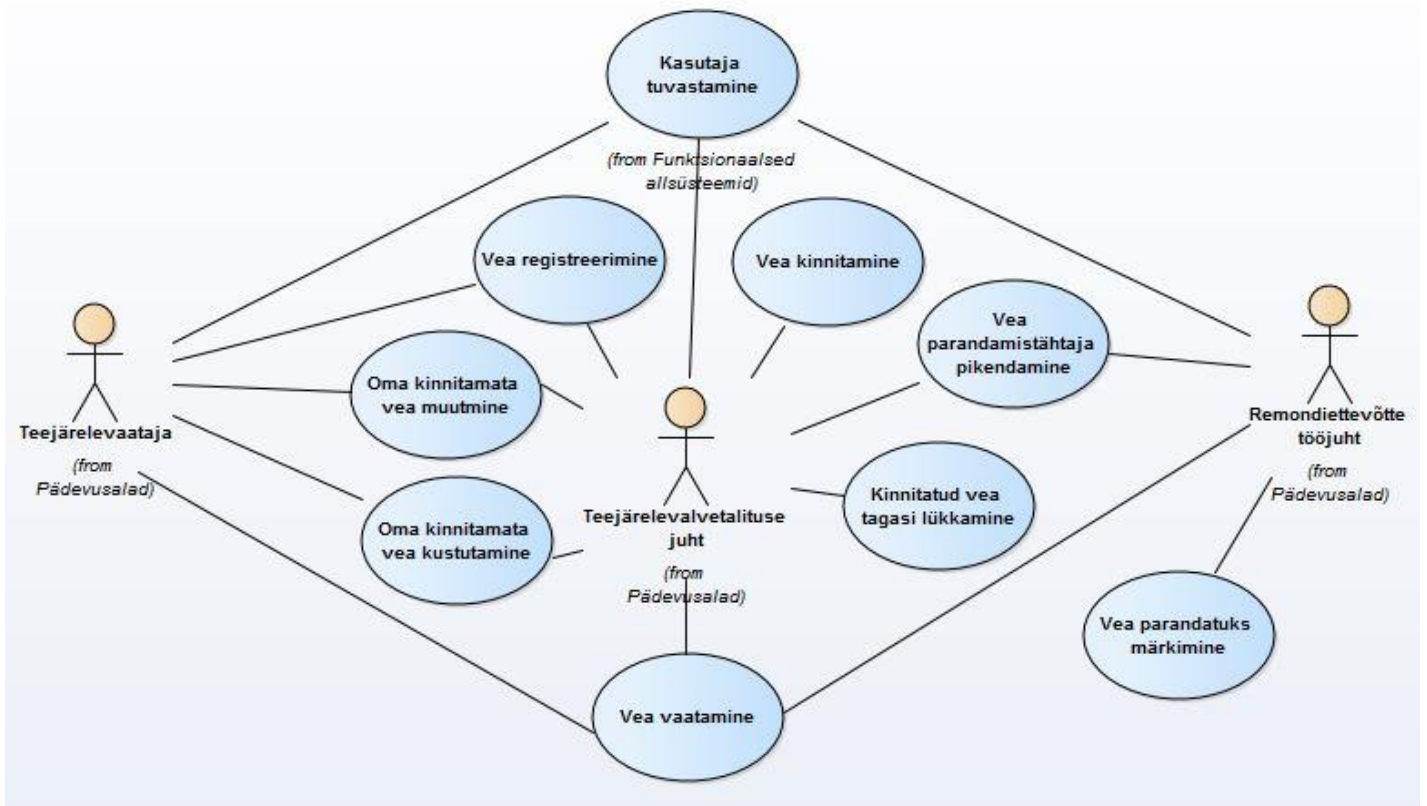 Kasutaja
tuvastamine
(from Funktsionaalsed
allsüsteemid)
Vea registreerimine
Vea kinnitamine
Vea
parandamistähtaja
pikendamine
Oma kinnitamata
vea muutmine
Teejärelevaataja
(from
Pädevusalad)
Remondiettevõtte
tööjuht
(from
Pädevusalad)
Kinnitatud vea
tagasi lükkamine
Teejärelevalvetalituse
juht
(from
Pädevusalad)
Oma kinnitamata
vea kustutamine
Vea parandatuks
märkimine
Vea vaatamine